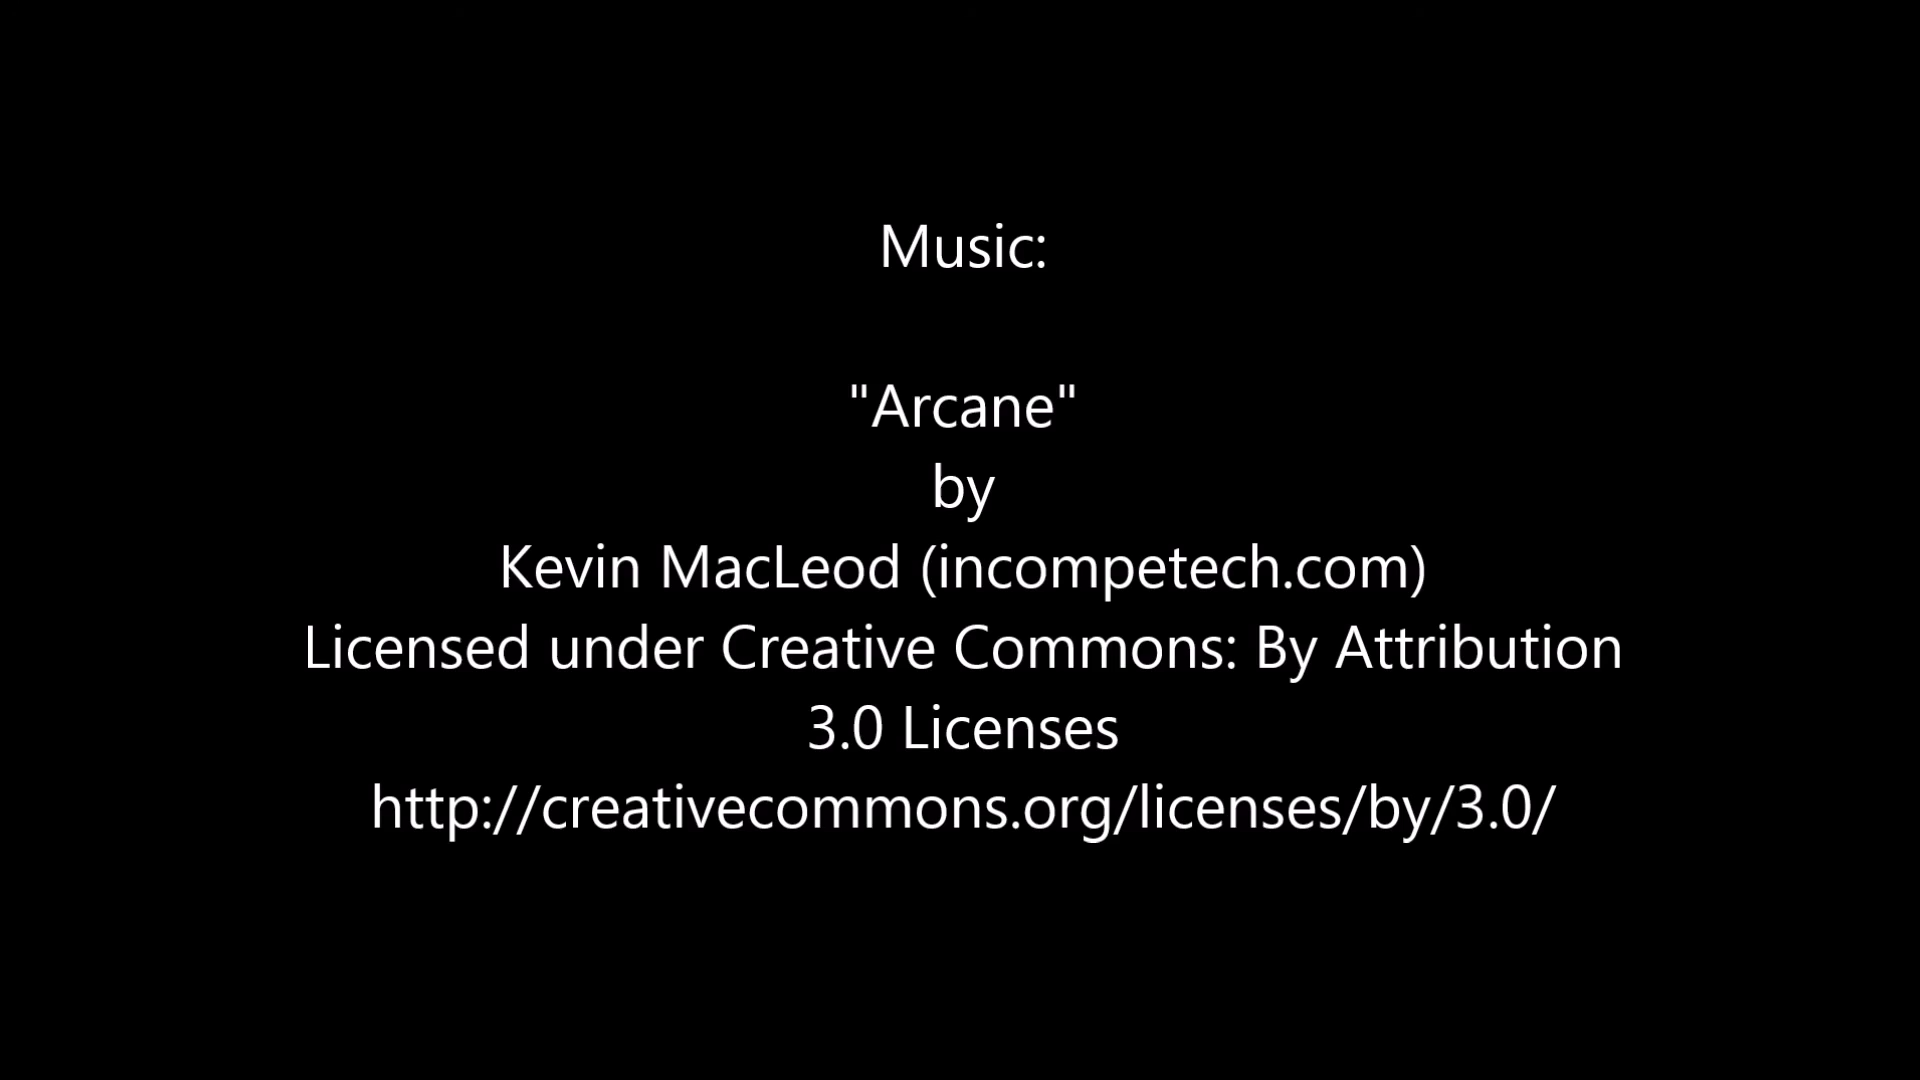 Music:
"Arcane"
by
Kevin MacLeod (incompetech.com)
Licensed under Creative Commons: By Attribution
3.0 Licenses
http://creativecommons.org/licenses/by/3.0/